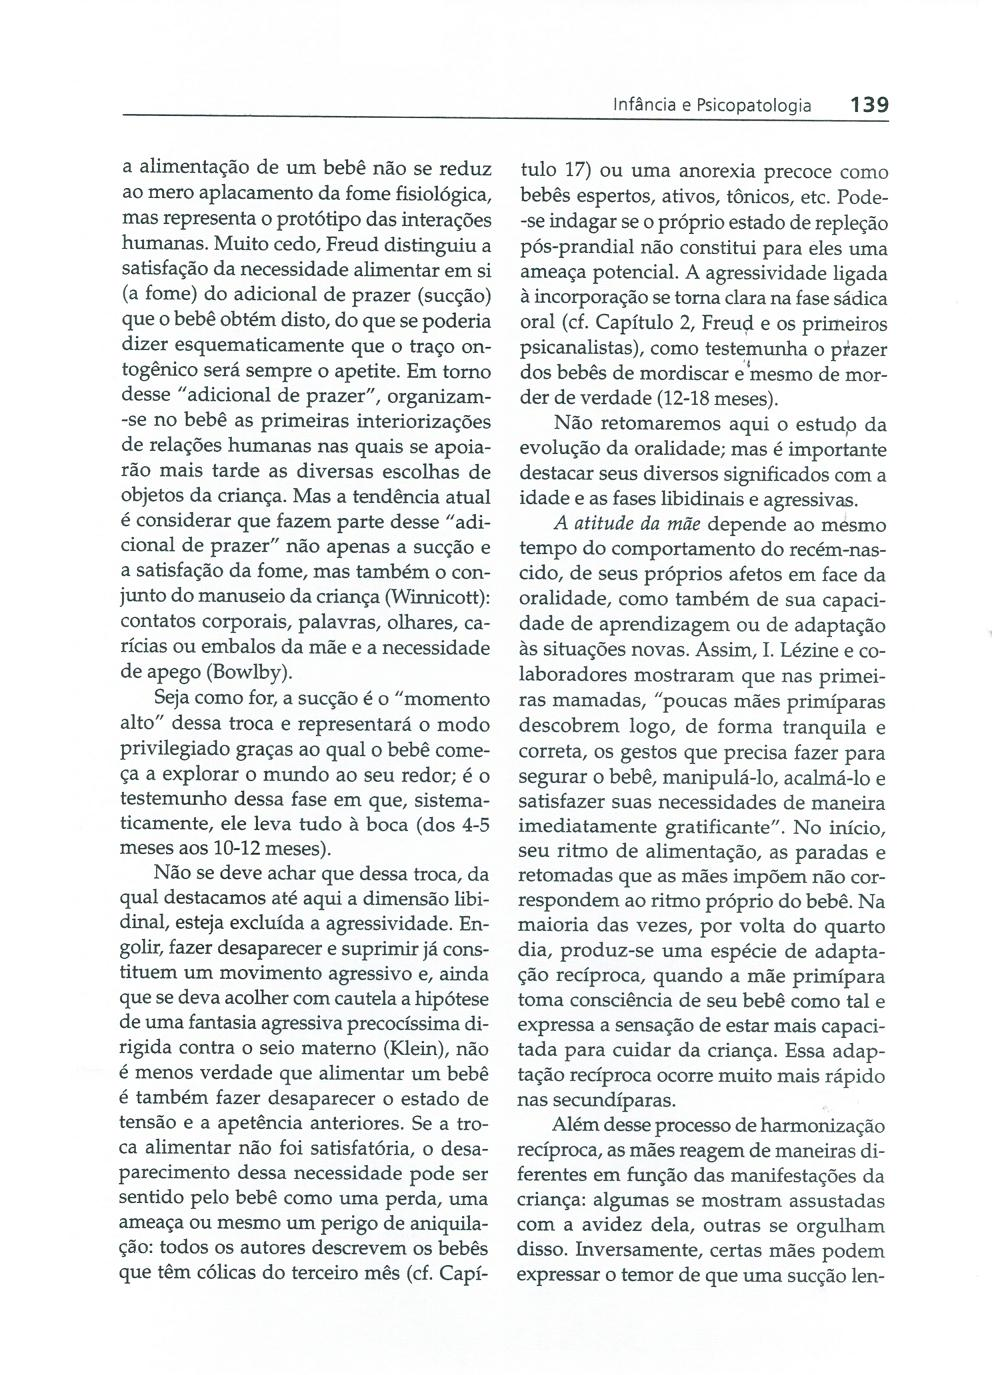 Infância e Psicopatologia 139
a alimentação de um bebê não se reduz
ao mero aplacamento da fome fisiológica,
mas representa o protótipo das interações
humanas. Muito cedo, Freud distinguiu a
satisfação da necessidade alimentar em si
(a fome) do adicional de prazer (sucção)
que o bebê obtém disto, do que se poderia
dizer esquematicamente que o traço on-
togênico será sempre o apetite. Em torno
desse "adicional de prazer", organizam-
-se no bebê as primeiras interiorizações
de relações humanas nas quais se apoia-
rão mais tarde as diversas escolhas de
objetos da criança. Mas a tendência atual
é considerar que fazem parte desse "adi-
cional de prazer" não apenas a sucção e
a satisfação da fome, mas também o con-
junto do manuseio da criança (Winnicott):
contatos corporais, palavras, olhares, ca-
rícias ou embalos da mãe e a necessidade
de apego (Bowlby).
Seja como for, a sucção é o "momento
alto" dessa troca e representará o modo
privilegiado graças ao qual o bebê come-
ça a explorar o mundo ao seu redor; é o
testemunho dessa fase em que, sistema-
ticamente, ele leva tudo à boca (dos 4-5
meses aos 10-12 meses).
Não se deve achar que dessa troca, da
qual destacamos até aqui a dimensão libi-
dinal, esteja excluída a agressividade. En-
golir, fazer desaparecer e suprimir já cons-
tituem um movimento agressivo e, ainda
que se deva acolher com cautela a hipótese
de uma fantasia agressiva precocíssima di-
rigida contra o seio materno (Klein), não
é menos verdade que alimentar um bebê
é também fazer desaparecer o estado de
tensão e a apetência anteriores. Se a tro-
ca alimentar não foi satisfatória, o desa-
parecimento dessa necessidade pode ser
sentido pelo bebê como uma perda, uma
ameaça ou mesmo um perigo de aniquila-
ção: todos os autores descrevem os bebês
que têm cólicas do terceiro mês (cf. Capí-
tulo 17) ou uma anorexia precoce como
bebês espertos, ativos, tônicos, etc. Pode-
-se indagar se o próprio estado de repleção
pós-prandial não constitui para eles uma
ameaça potencial. A agressividade ligada
à incorporação se torna clara na fase sádica
oral (cf. Capítulo 2, Freud e os primeiros
psicanalistas), como testemunha o prazer
dos bebês de mordiscar e mesmo de mor-
der de verdade (12-18 meses).
Não retomaremos aqui o estudo da
evolução da oralidade; mas é importante
destacar seus diversos significados com a
idade e as fases libidinais e agressivas.
A atitude da mãe depende ao mesmo
tempo do comportamento do recém-nas-
cido, de seus próprios afetos em face da
oralidade, como também de sua capaci-
dade de aprendizagem ou de adaptação
às situações novas. Assim, I. Lézine e co-
laboradores mostraram que nas primei-
ras mamadas, "poucas mães primíparas
descobrem logo, de forma tranquila e
correta, os gestos que precisa fazer para
segurar o bebê, manipulá-lo, acalmá-lo e
satisfazer suas necessidades de maneira
imediatamente gratificante". No início,
seu ritmo de alimentação, as paradas e
retomadas que as mães impõem não cor-
respondem ao ritmo próprio do bebê. Na
maioria das vezes, por volta do quarto
dia, produz-se uma espécie de adapta-
ção recíproca, quando a mãe primípara
toma consciência de seu bebê como tal e
expressa a sensação de estar mais capaci-
tada para cuidar da criança. Essa adap-
tação recíproca ocorre muito mais rápido
nas secundíparas.
Além desse processo de harmonização
recíproca, as mães reagem de maneiras di-
ferentes em função das manifestações da
criança: algumas se mostram assustadas
com a avidez dela, outras se orgulham
disso. Inversamente, certas mães podem
expressar o temor de que uma sucção len-